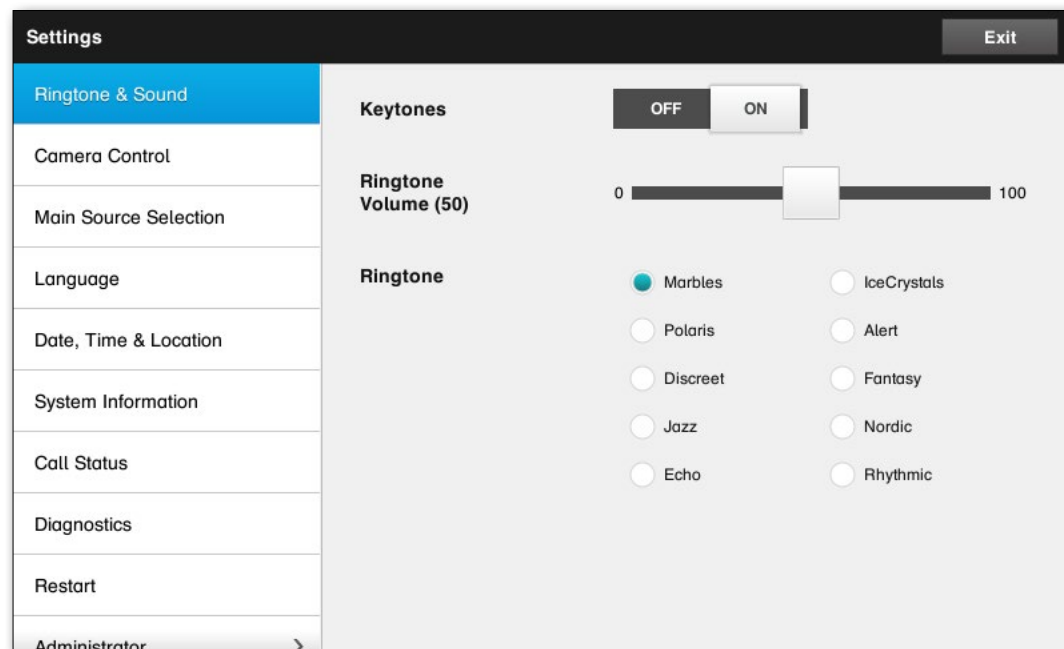 Settings
Exit
Ringtone & Sound
Camera Control
Main Source Selection
Language
Date, Time & Location
System Information
Call Status
Diagnostics
Restart
Administrator
Keytones
OFF ON
Ringtone
Volume (50)
0 100
Ringtone
Marbles IceCrystals
Polaris Alert
Discreet Fantasy
Jazz Nordic
Echo Rhythmic